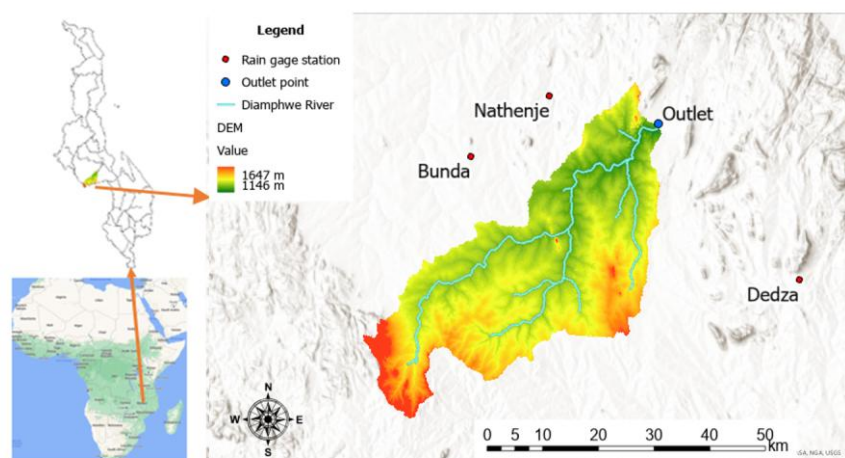 Legend
Rain gage station
Outlet point
Diamphwe River
DEM
Value
1647 m
1146 m
Nathenje
Outlet
Bunda
Dedza
N
W
E
S
0
10
20
30
40
50
km